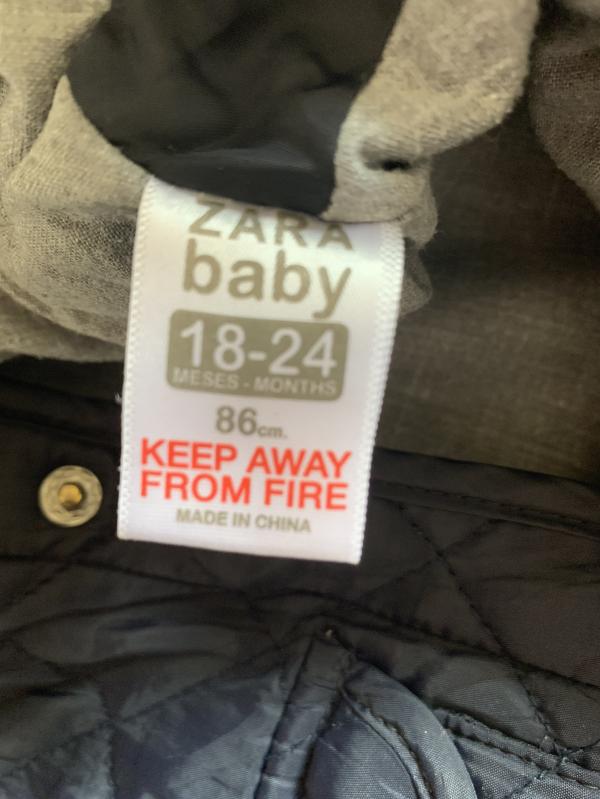 ZARA
baby
18-24
MESES - MONTHS
86cm.
KEEP AWAY
FROM FIRE
MADE IN CHINA